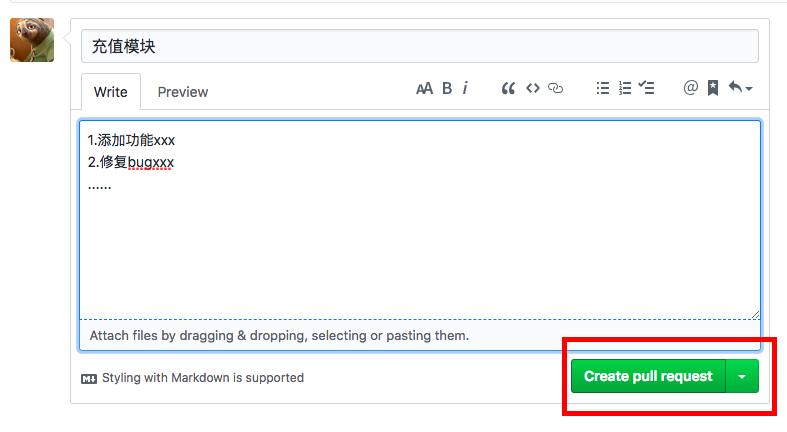 充值模块
Write Preview AA B i
1.添加功能xxx
2.修复bugxxx
......
Attach files by dragging & dropping, selecting or pasting them.
Styling with Markdown is supported
Create pull request